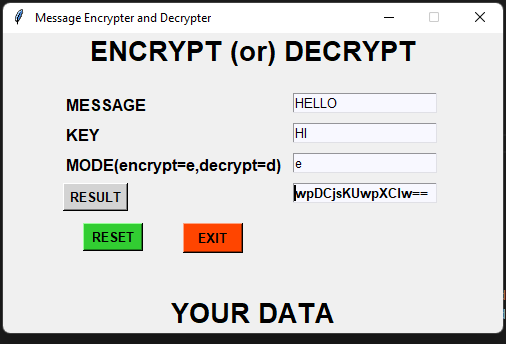 Message Encrypter and Decrypter
ENCRYPT (or) DECRYPT
MESSAGE HELLO
KEY HI
MODE(encrypt=e,decrypt=d) e
RESULT wpDCjsKUwpXClw==
RESET EXIT
YOUR DATA